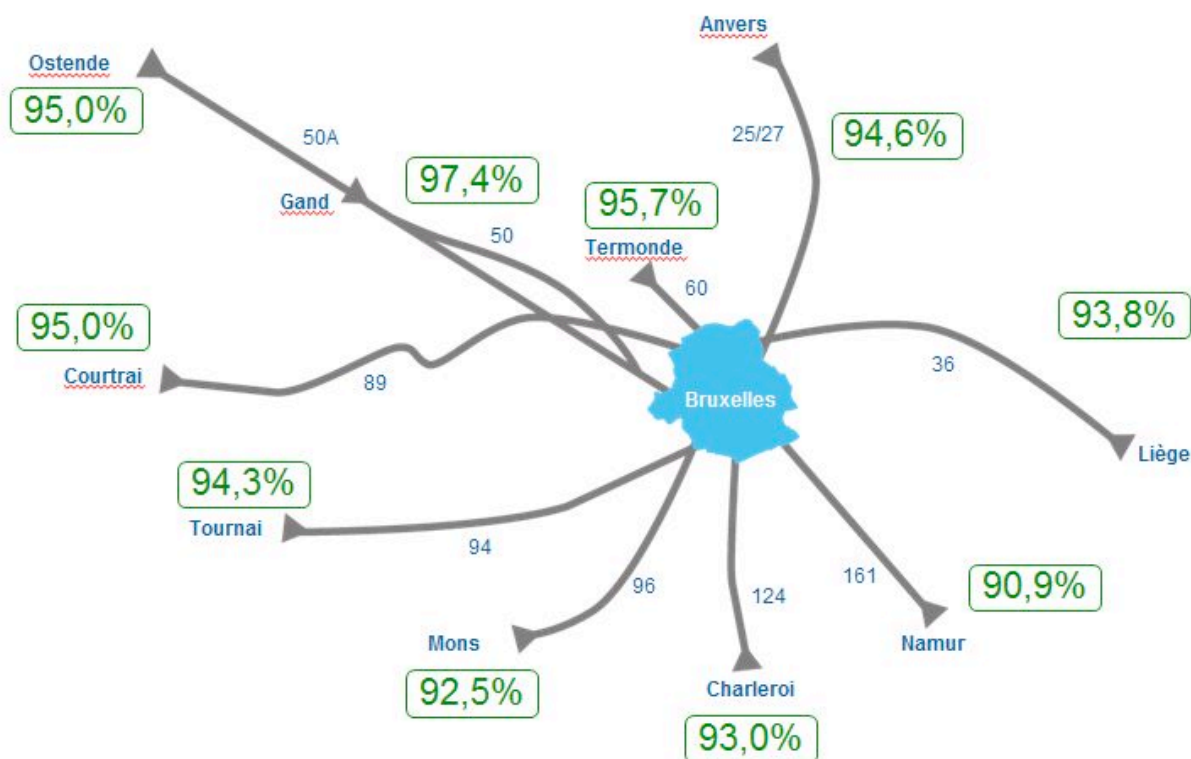 Anvers
Ostende
95,0%
50A
25/27
94,6%
97,4%
Gand
95,7%
50
Termonde
60
95,0%
93,8%
Courtrai
89
36
Bruxelles
Liège
94,3%
Tournai
94
96
124
161
90,9%
Mons
Namur
92,5%
Charleroi
93,0%